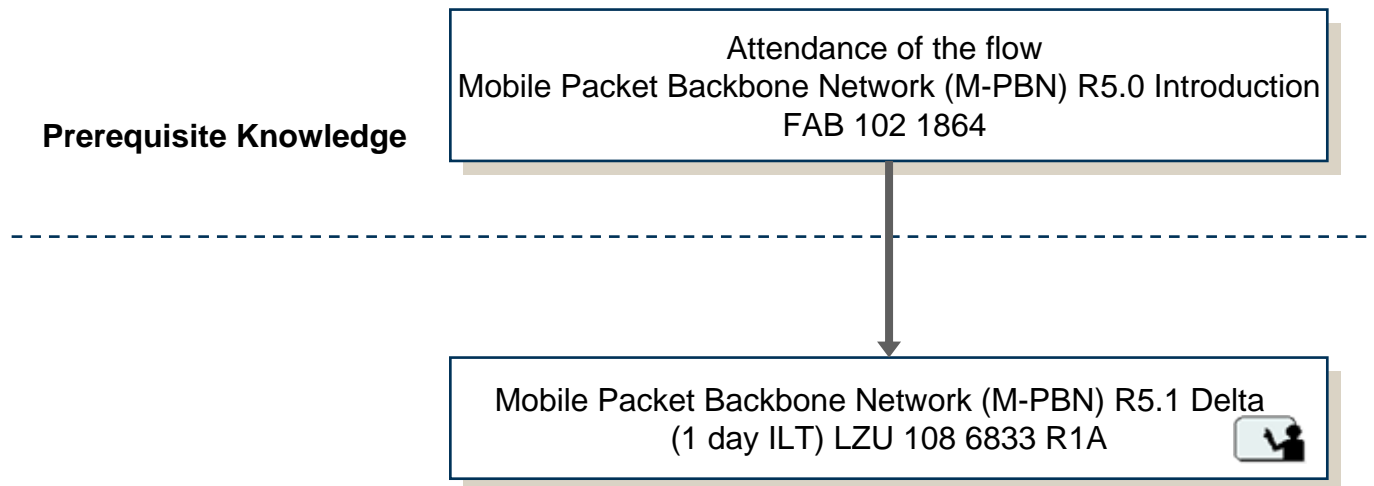 Attendance of the flow
Mobile Packet Backbone Network (M-PBN) R5.0 Introduction
FAB 102 1864
Prerequisite Knowledge
Mobile Packet Backbone Network (M-PBN) R5.1 Delta
(1 day ILT) LZU 108 6833 R1A